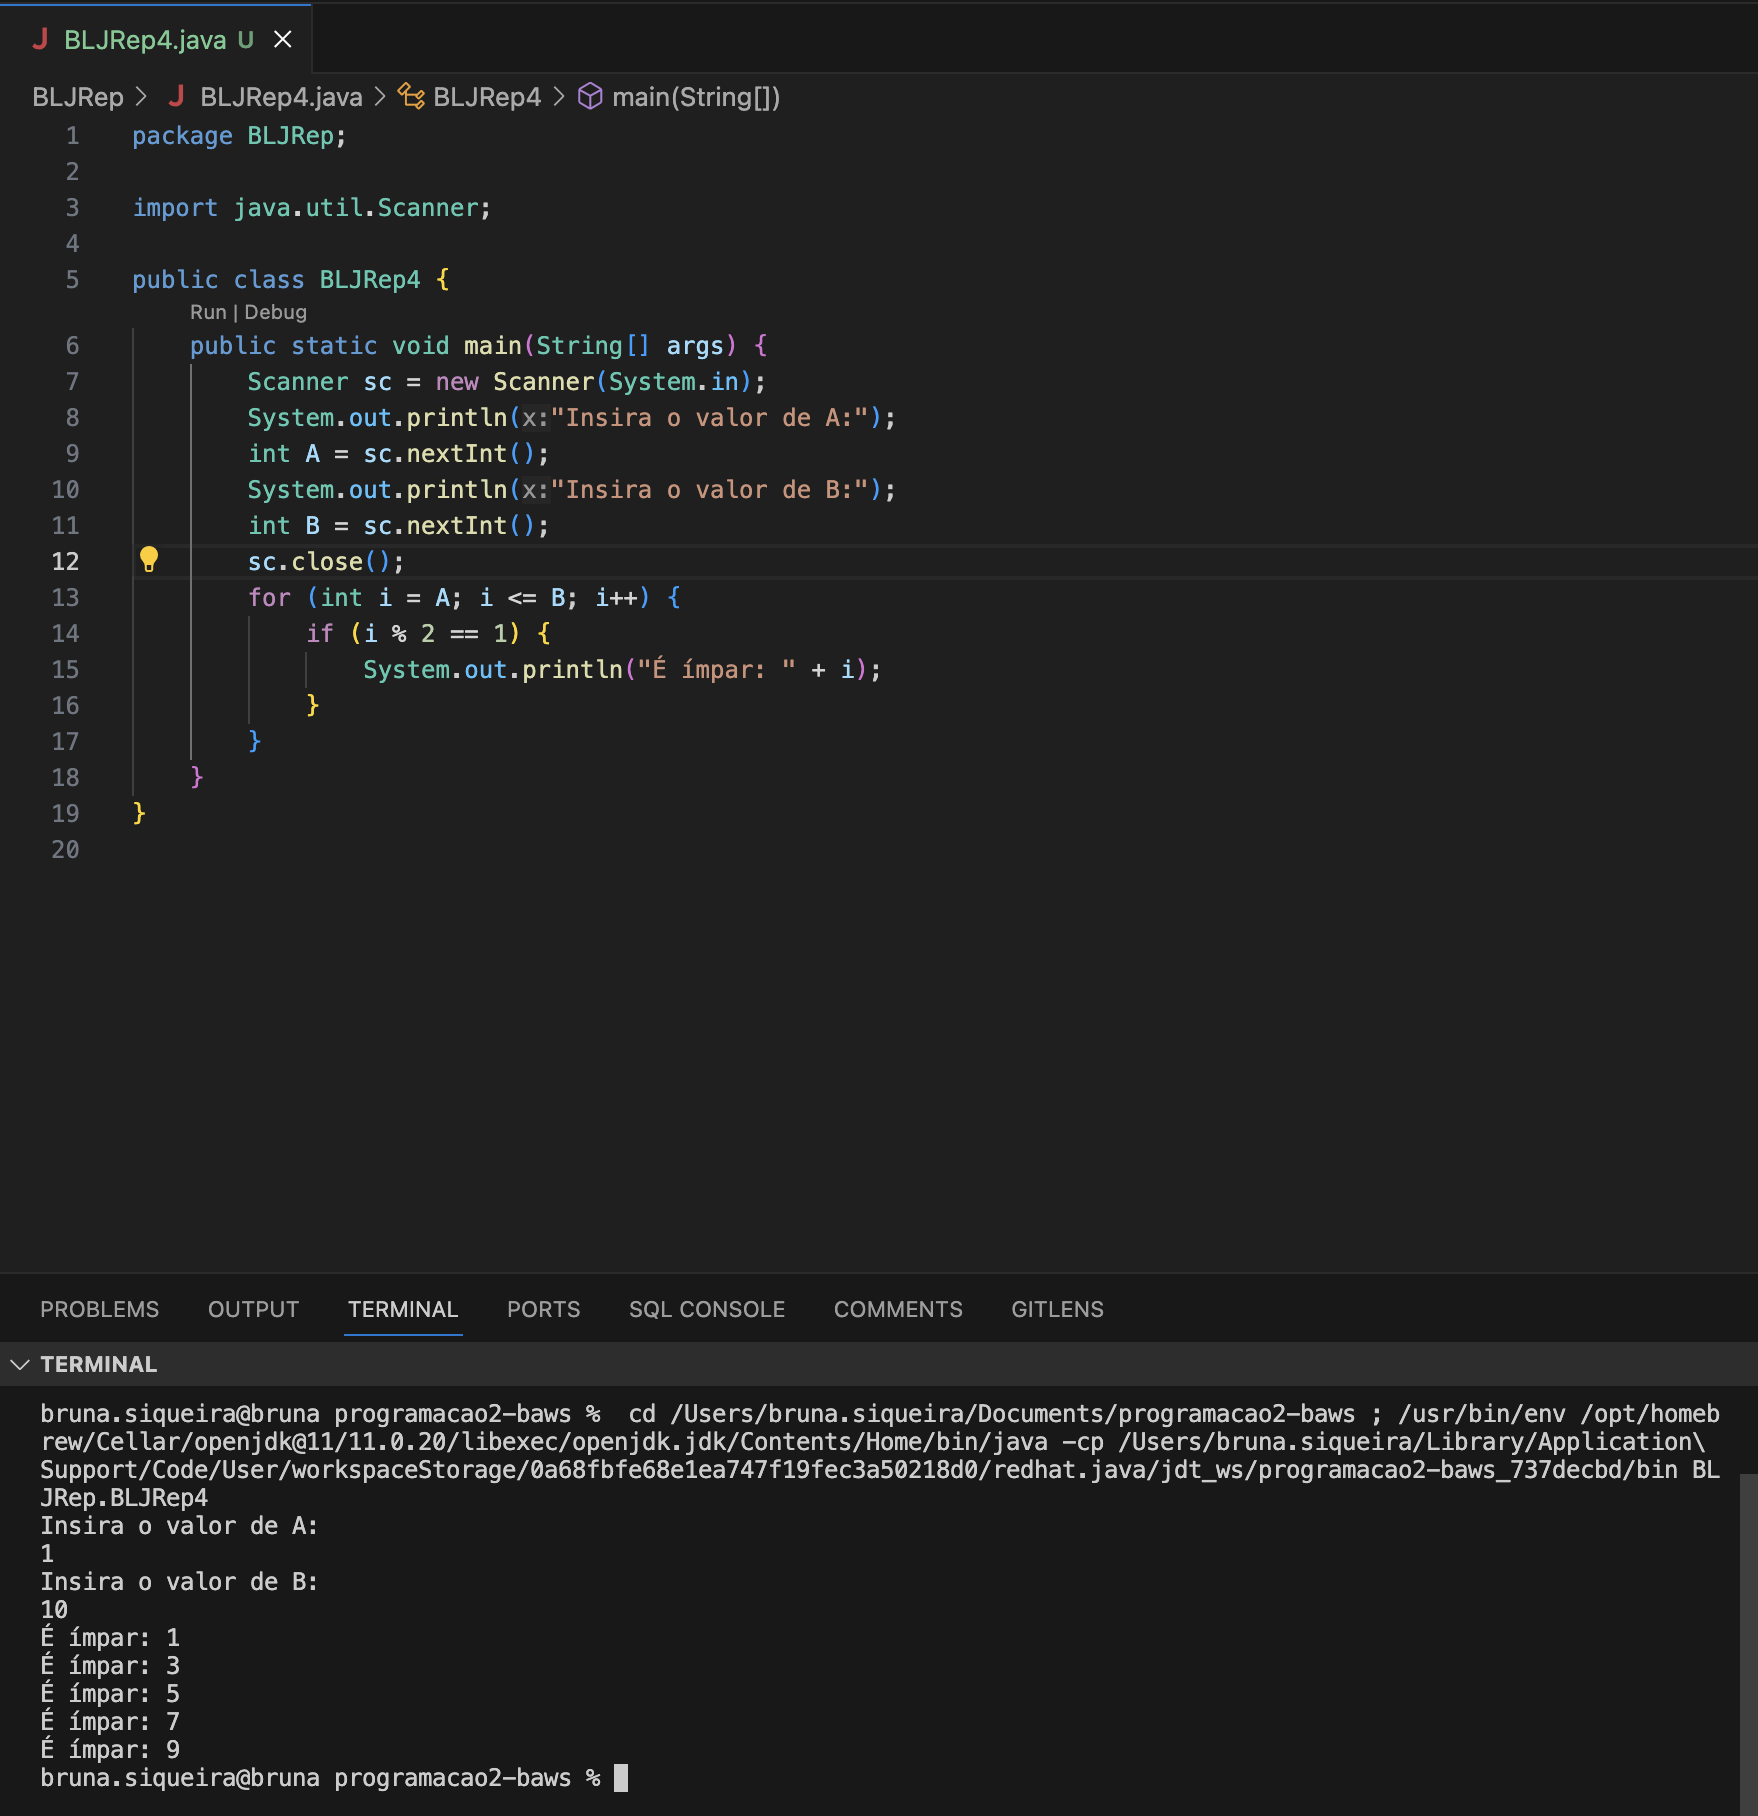 J BLJRep4.java U ×
BLJRep > J BLJRep4.java > BLJRep4 > main(String[])
1 package BLJRep;
2
3 import java.util.Scanner;
4
5 public class BLJRep4 {
Run | Debug
6 public static void main(String[] args) {
7 Scanner sc = new Scanner(System.in);
8 System.out.println(x:"Insira o valor de A:");
9 int A = sc.nextInt();
10 System.out.println(x:"Insira o valor de B:");
11 int B = sc.nextInt();
12 sc.close();
13 for (int i = A; i <= B; i++) {
14 if (i % 2 == 1) {
15 System.out.println("É ímpar: " + i);
16 }
17 }
18 }
19 }
20
PROBLEMS OUTPUT TERMINAL PORTS SQL CONSOLE COMMENTS GITLENS
TERMINAL
bruna.siqueira@bruna programacao2-baws %  cd /Users/bruna.siqueira/Documents/programacao2-baws ; /usr/bin/env /opt/homeb
rew/Cellar/openjdk@11/11.0.20/libexec/openjdk.jdk/Contents/Home/bin/java -cp /Users/bruna.siqueira/Library/Application\
Support/Code/User/workspaceStorage/0a68fbfe68e1ea747f19fec3a50218d0/redhat.java/jdt_ws/programacao2-baws_737decbd/bin BL
JRep.BLJRep4
Insira o valor de A:
1
Insira o valor de B:
10
É ímpar: 1
É ímpar: 3
É ímpar: 5
É ímpar: 7
É ímpar: 9
bruna.siqueira@bruna programacao2-baws %